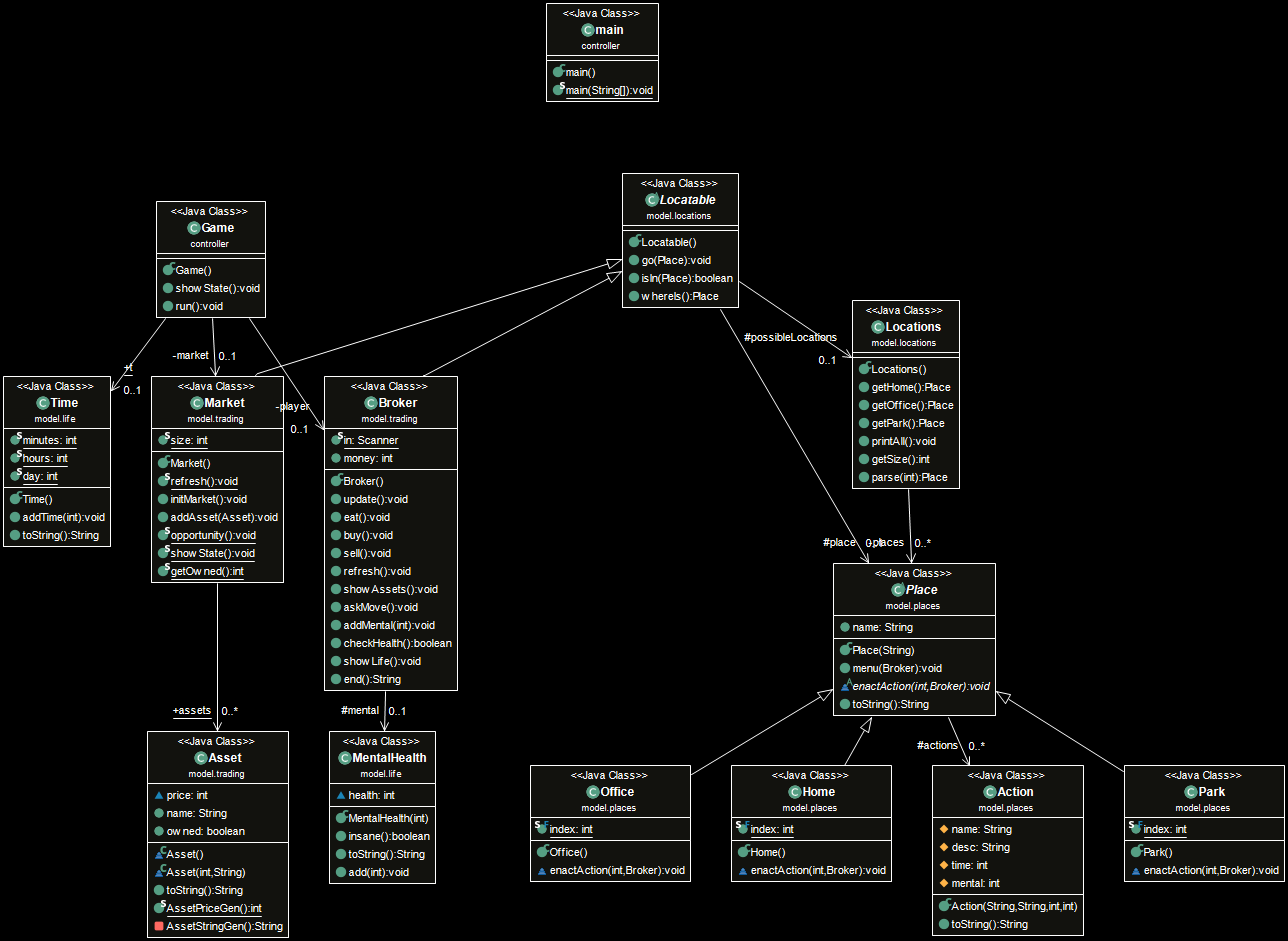 <<Java Class>>
main
controller
main()
main(String[]):void
<<Java Class>>
Locatable
model.locations
Locatable()
go(Place):void
isIn(Place):boolean
whereIs():Place
<<Java Class>>
Game
controller
Game()
showState():void
run():void
<<Java Class>>
Locations
model.locations
Locations()
getHome():Place
getOffice():Place
getPark():Place
printAll():void
getSize():int
parse(int):Place
#possibleLocations
0..1
+t
0..1
-market
0..1
-player
0..1
<<Java Class>>
Time
model.life
minutes: int
hours: int
day: int
Time()
addTime(int):void
toString():String
<<Java Class>>
Market
model.trading
size: int
Market()
refresh():void
initMarket():void
addAsset(Asset):void
opportunity():void
showState():void
getOwned():int
<<Java Class>>
Broker
model.trading
in: Scanner
money: int
Broker()
update():void
eat():void
buy():void
sell():void
refresh():void
showAssets():void
askMove():void
addMental(int):void
checkHealth():boolean
showLife():void
end():String
#place
0..1
-places
0..*
<<Java Class>>
Place
model.places
name: String
Place(String)
menu(Broker):void
enactAction(int,Broker):void
toString():String
+assets
0..*
#mental
0..1
#actions
0..*
<<Java Class>>
Asset
model.trading
price: int
name: String
owned: boolean
Asset()
Asset(int,String)
toString():String
AssetPriceGen():int
AssetStringGen():String
<<Java Class>>
MentalHealth
model.life
health: int
MentalHealth(int)
insane():boolean
toString():String
add(int):void
<<Java Class>>
Office
model.places
index: int
Office()
enactAction(int,Broker):void
<<Java Class>>
Home
model.places
index: int
Home()
enactAction(int,Broker):void
<<Java Class>>
Action
model.places
name: String
desc: String
time: int
mental: int
Action(String,String,int,int)
toString():String
<<Java Class>>
Park
model.places
index: int
Park()
enactAction(int,Broker):void